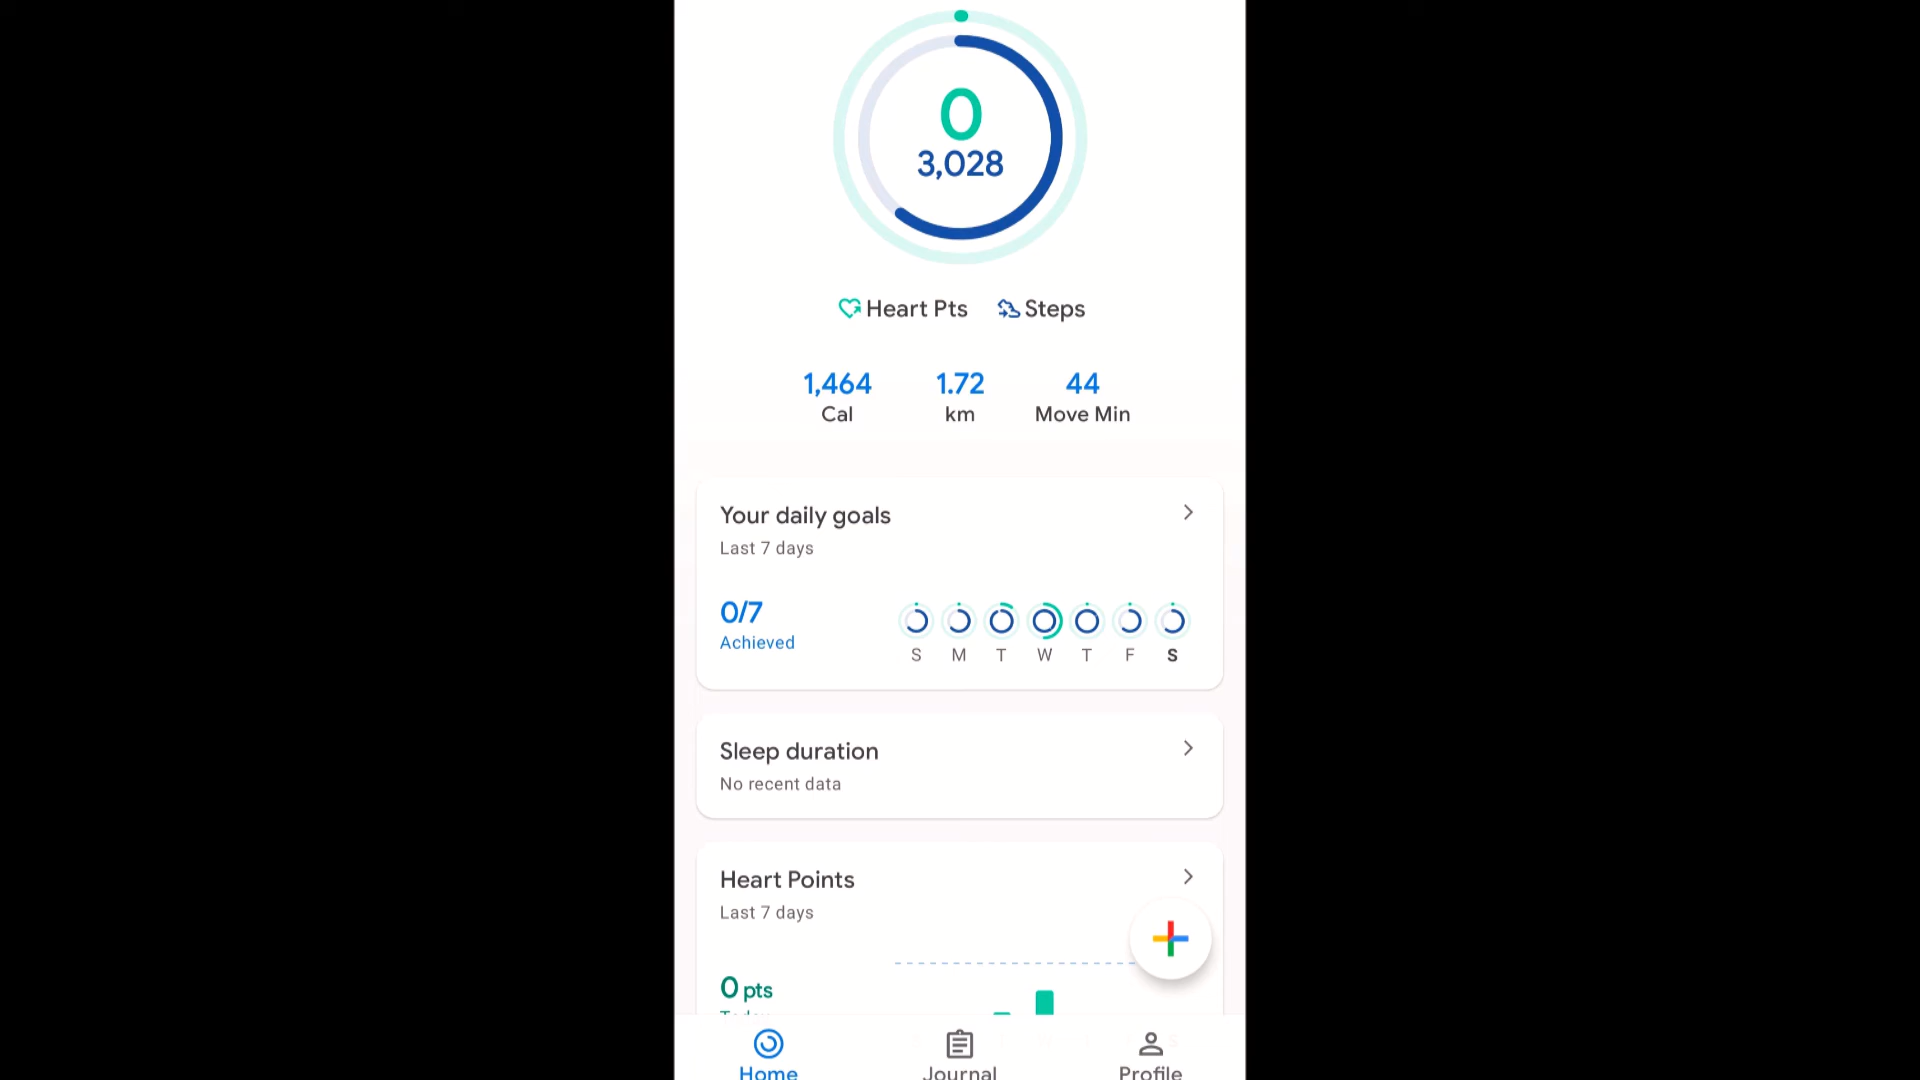 0
3,028
Heart Pts Steps
1,464 1.72 44
Cal km Move Min
Your daily goals
Last 7 days
0/7
Achieved
S M T W T F S
Sleep duration
No recent data
Heart Points
Last 7 days
0 pts
Today
Home Journal Profile